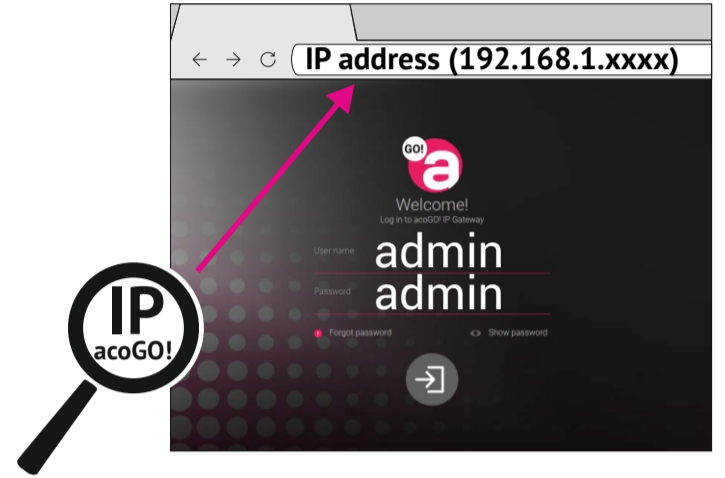 IP address (192.168.1.xxxx)
GO! a
Welcome!
Log in to acoGO! IP Gateway
User name admin
Password admin
? Forgot password Show password
IP
acoGO!